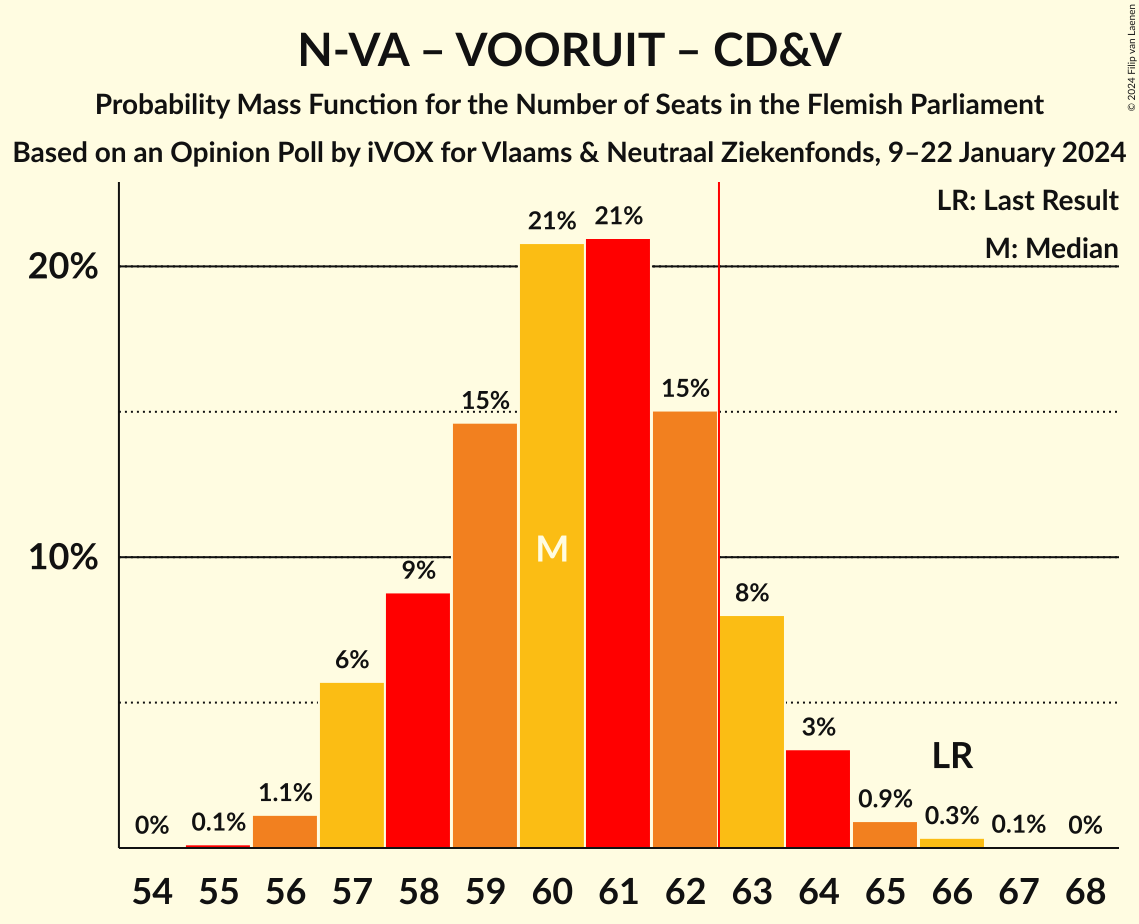 N-VA – VOORUIT – CD&V
Probability Mass Function for the Number of Seats in the Flemish Parliament
Based on an Opinion Poll by iVOX for Vlaams & Neutraal Ziekenfonds, 9–22 January 2024
© 2024 Filip van Laenen
LR: Last Result
M: Median
20%
10%
0%
0.1%
1.1%
6%
9%
15%
21%
21%
15%
8%
3%
0.9%
0.3%
0.1%
0%
M
LR
54 55 56 57 58 59 60 61 62 63 64 65 66 67 68